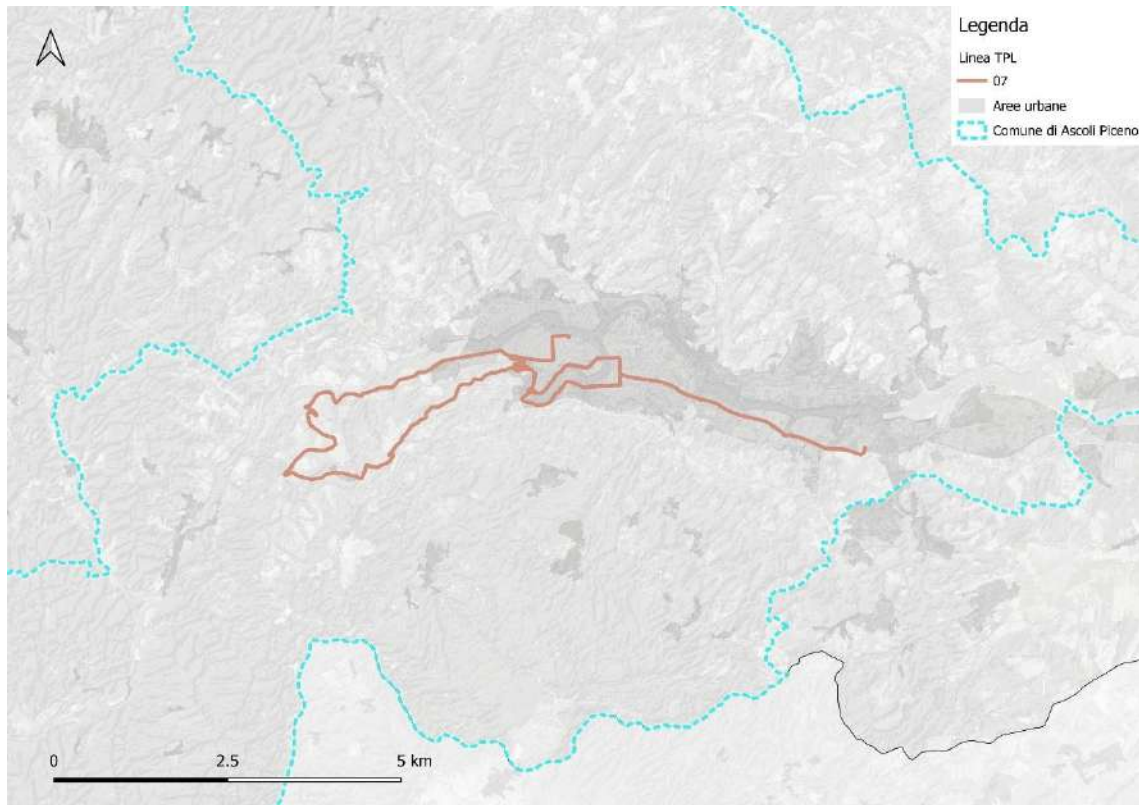 Legenda
Linea TPL
07
Aree urbane
Comune di Ascoli Piceno
0 2.5 5 km